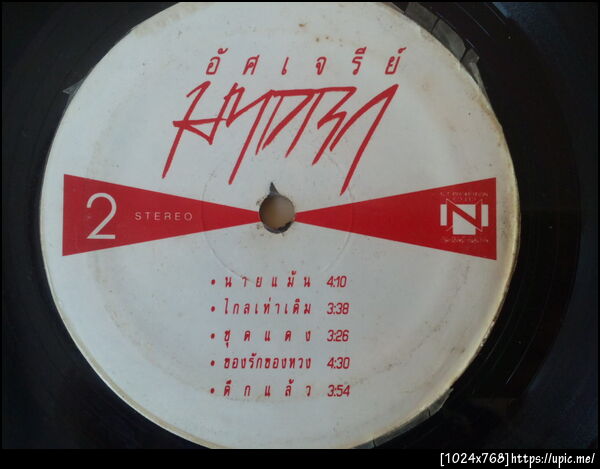 อัศเจรีย์
HYDRA
2 STEREO
N
• นายแม้น 4:10
• ไกลเท่าเดิม 3:38
• ชุดแดง 3:26
• ของรักของหวง 4:30
• ดึกแล้ว 3:54
[1024x768]https://upic.me/